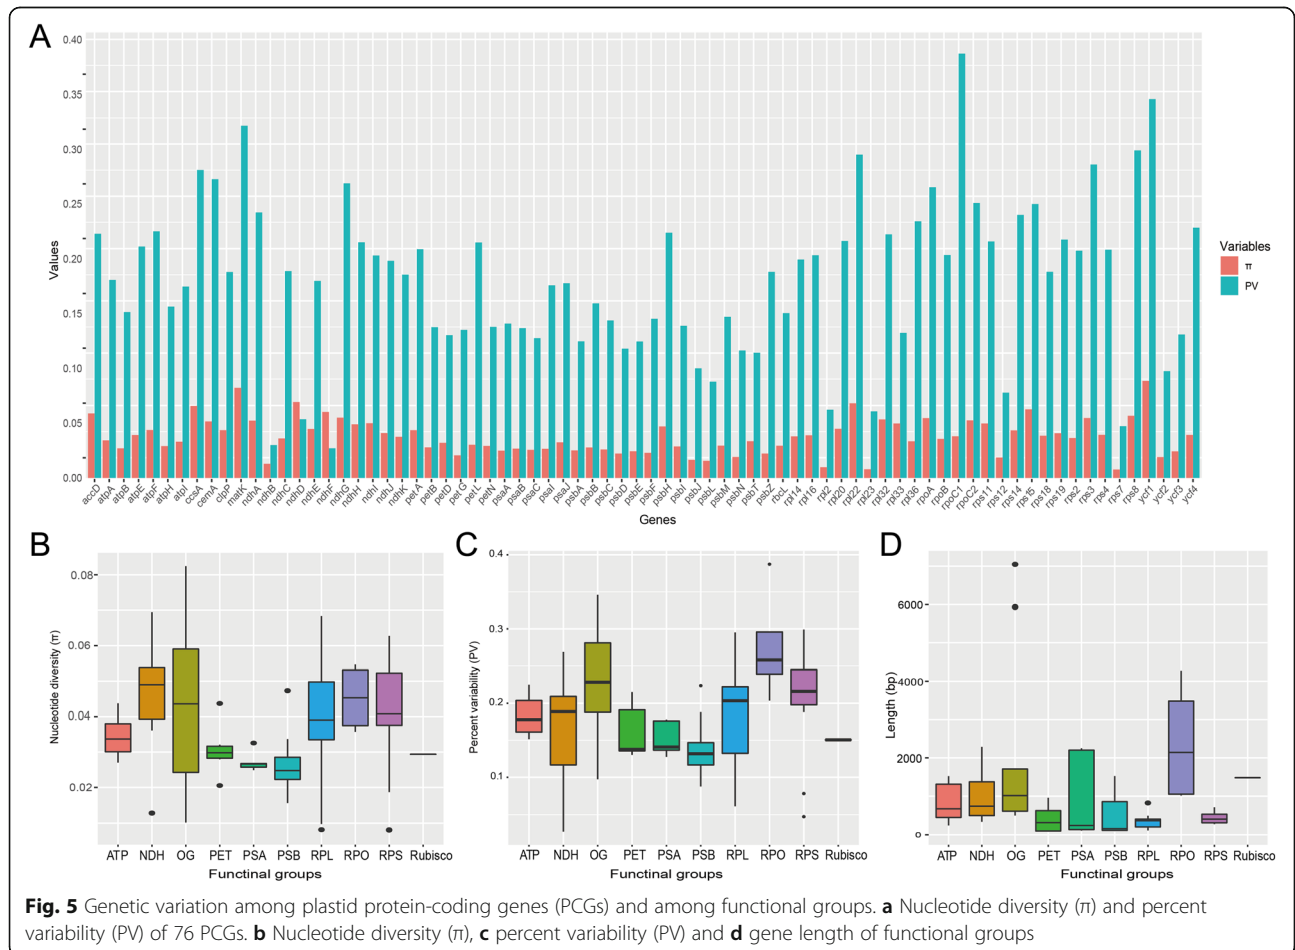 A
0.40
0.35
0.30
0.25
0.20
0.15
0.10
0.05
0.00
Values
accD atpA atpB atpE atpF atpH atpI ccsA cemA clpP matK ndhA ndhB ndhC ndhD ndhE ndhF ndhG ndhH ndhI ndhJ ndhK petA petB petD petG petL petN psaA psaB psaC psaI psaJ psbA psbB psbC psbD psbE psbF psbH psbI psbJ psbL psbM psbN psbT psbZ rbcL rpl14 rpl16 rpl2 rpl20 rpl22 rpl23 rpl32 rpl33 rpl36 rpoA rpoB rpoC1 rpoC2 rps11 rps12 rps14 rps15 rps18 rps19 rps2 rps3 rps4 rps7 rps8 ycf1 ycf2 ycf3 ycf4
Genes
Variables
π
PV
B
0.08
0.06
0.04
0.02
Nucleotide diversity (π)
ATP NDH OG PET PSA PSB RPL RPO RPS Rubisco
Functinal groups
C
0.4
0.3
0.2
0.1
Percent variability (PV)
ATP NDH OG PET PSA PSB RPL RPO RPS Rubisco
Functinal groups
D
6000
4000
2000
0
Length (bp)
ATP NDH OG PET PSA PSB RPL RPO RPS Rubisco
Functinal groups
Fig. 5 Genetic variation among plastid protein-coding genes (PCGs) and among functional groups. a Nucleotide diversity (π) and percent
variability (PV) of 76 PCGs. b Nucleotide diversity (π), c percent variability (PV) and d gene length of functional groups